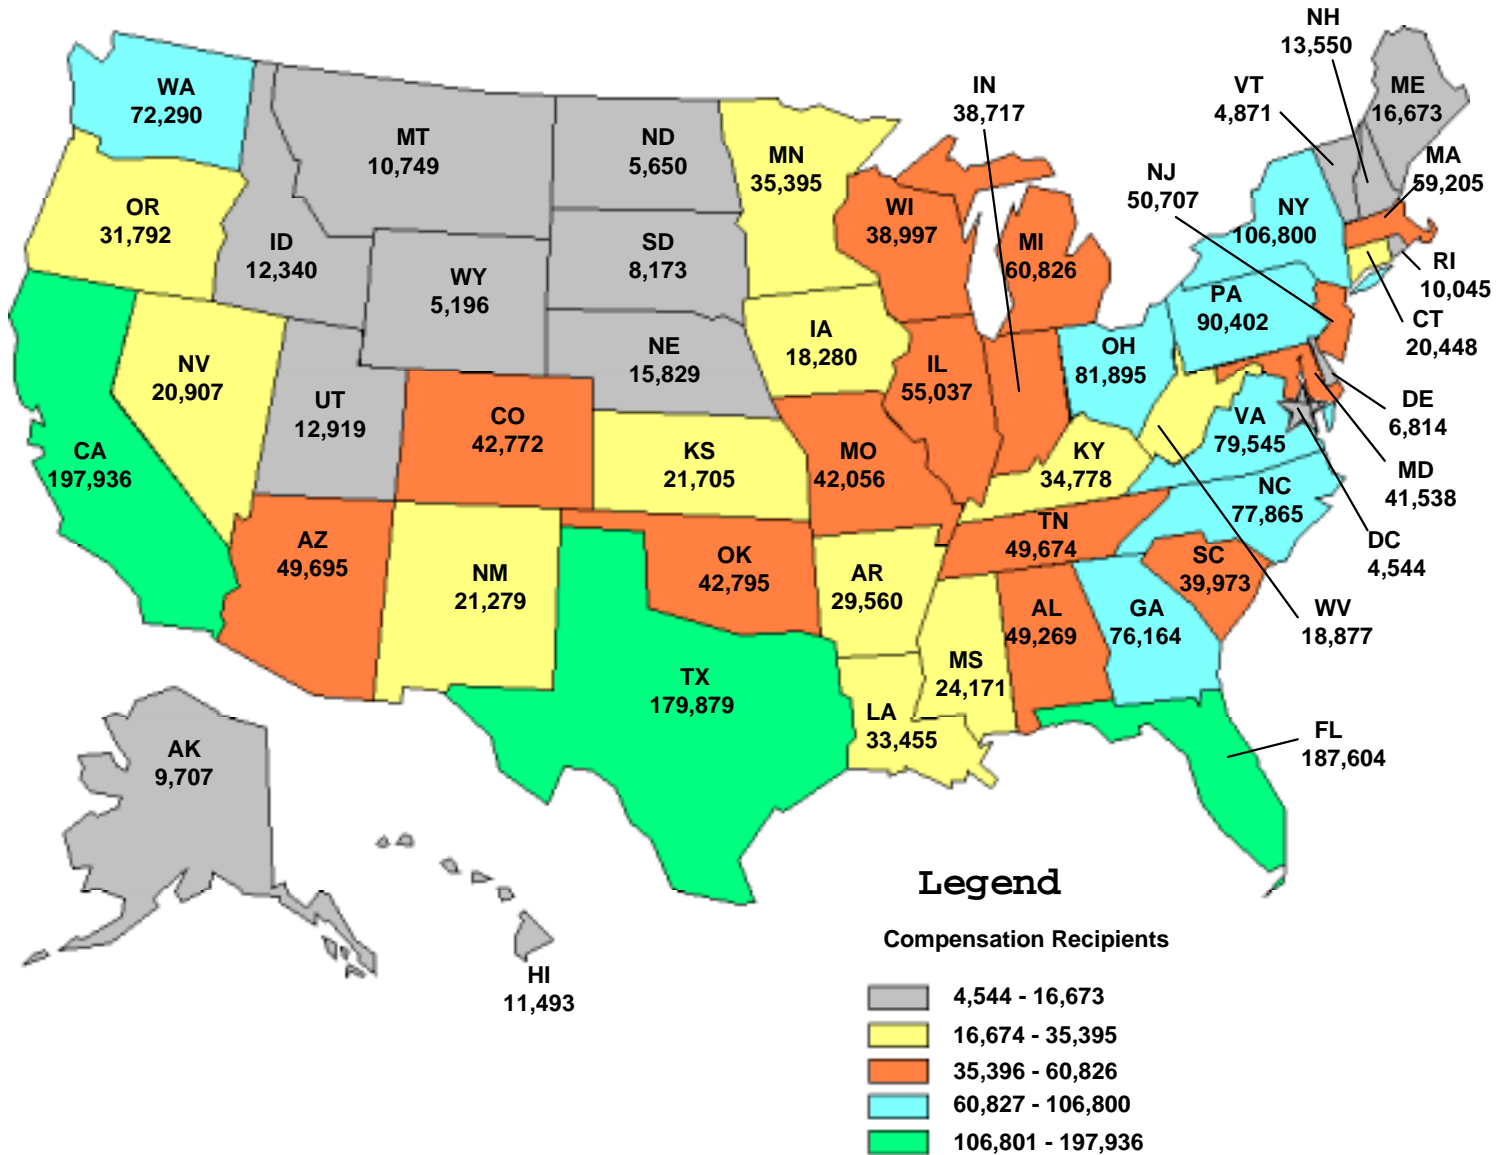 NH
13,550
WA
72,290
IN
38,717
VT
4,871
ME
16,673
MT
10,749
ND
5,650
MN
35,395
MA
59,205
NJ
50,707
OR
31,792
ID
12,340
SD
8,173
WI
38,997
MI
60,826
NY
106,800
RI
10,045
WY
5,196
PA
90,402
CT
20,448
NV
20,907
NE
15,829
IA
18,280
IL
55,037
OH
81,895
UT
12,919
CO
42,772
DE
6,814
CA
197,936
KS
21,705
MO
42,056
KY
34,778
VA
79,545
MD
41,538
NC
77,865
AZ
49,695
NM
21,279
OK
42,795
AR
29,560
TN
49,674
SC
39,973
DC
4,544
AL
49,269
GA
76,164
WV
18,877
TX
179,879
MS
24,171
LA
33,455
FL
187,604
AK
9,707
HI
11,493
Legend
Compensation Recipients
4,544 - 16,673
16,674 - 35,395
35,396 - 60,826
60,827 - 106,800
106,801 - 197,936